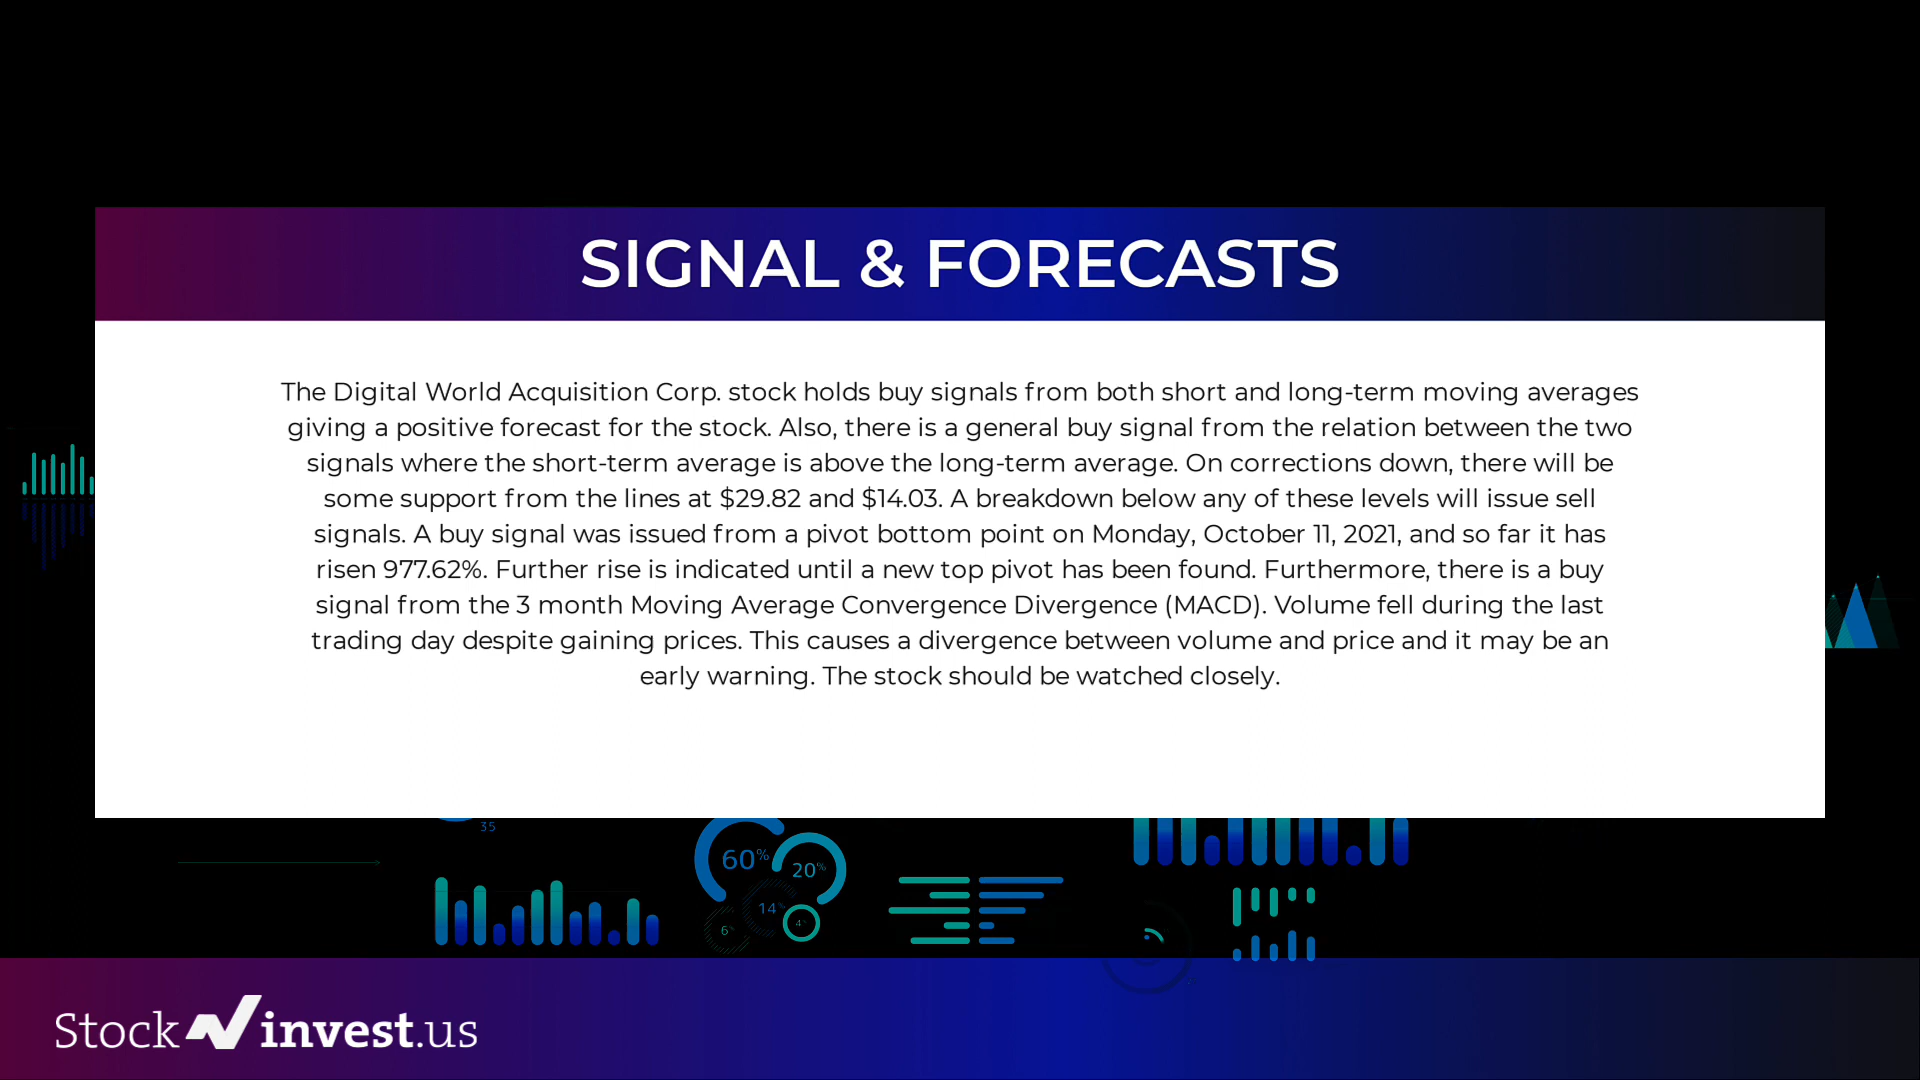 SIGNAL & FORECASTS
The Digital World Acquisition Corp. stock holds buy signals from both short and long-term moving averages
giving a positive forecast for the stock. Also, there is a general buy signal from the relation between the two
signals where the short-term average is above the long-term average. On corrections down, there will be
some support from the lines at $29.82 and $14.03. A breakdown below any of these levels will issue sell
signals. A buy signal was issued from a pivot bottom point on Monday, October 11, 2021, and so far it has
risen 977.62%. Further rise is indicated until a new top pivot has been found. Furthermore, there is a buy
signal from the 3 month Moving Average Convergence Divergence (MACD). Volume fell during the last
trading day despite gaining prices. This causes a divergence between volume and price and it may be an
early warning. The stock should be watched closely.
35
60%
20%
14%
6%
4%
Stock invest.us